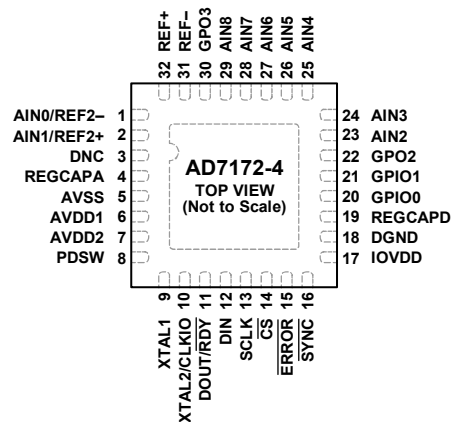 32 REF+
31 REF–
30 GPO3
29 AIN8
28 AIN7
27 AIN6
26 AIN5
25 AIN4
AIN0/REF2– 1
AIN1/REF2+ 2
DNC 3
REGCAPA 4
AVSS 5
AVDD1 6
AVDD2 7
PDSW 8
AD7172-4
TOP VIEW
(Not to Scale)
24 AIN3
23 AIN2
22 GPO2
21 GPIO1
20 GPIO0
19 REGCAPD
18 DGND
17 IOVDD
XTAL1 9
XTAL2/CLKIO 10
DOUT/RDY 11
DIN 12
SCLK 13
CS 14
ERROR 15
SYNC 16